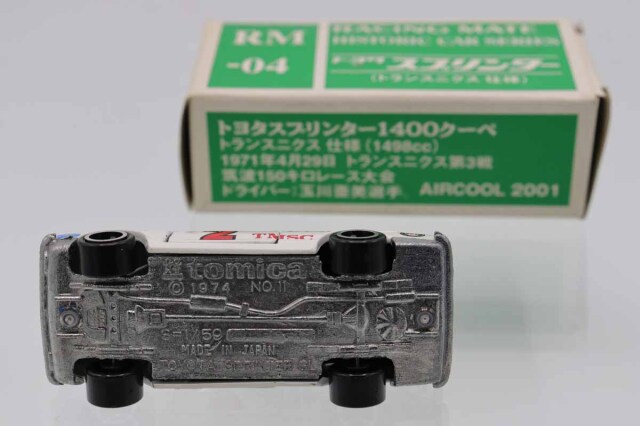 RM
-04
RACING MATE
HISTORIC CAR SERIES
トヨタ スプリンター
(トランスニクス 仕様)
トヨタスプリンター1400クーペ
トランスニクス 仕様(1498cc)
1971年4月29日 トランスニクス第3戦
筑波150キロレース大会
ドライバー:玉川亜美選手 AIRCOOL 2001
Z TMSC
tomica
© 1974 NO.11
S=1/59
MADE IN JAPAN
TOYOTA